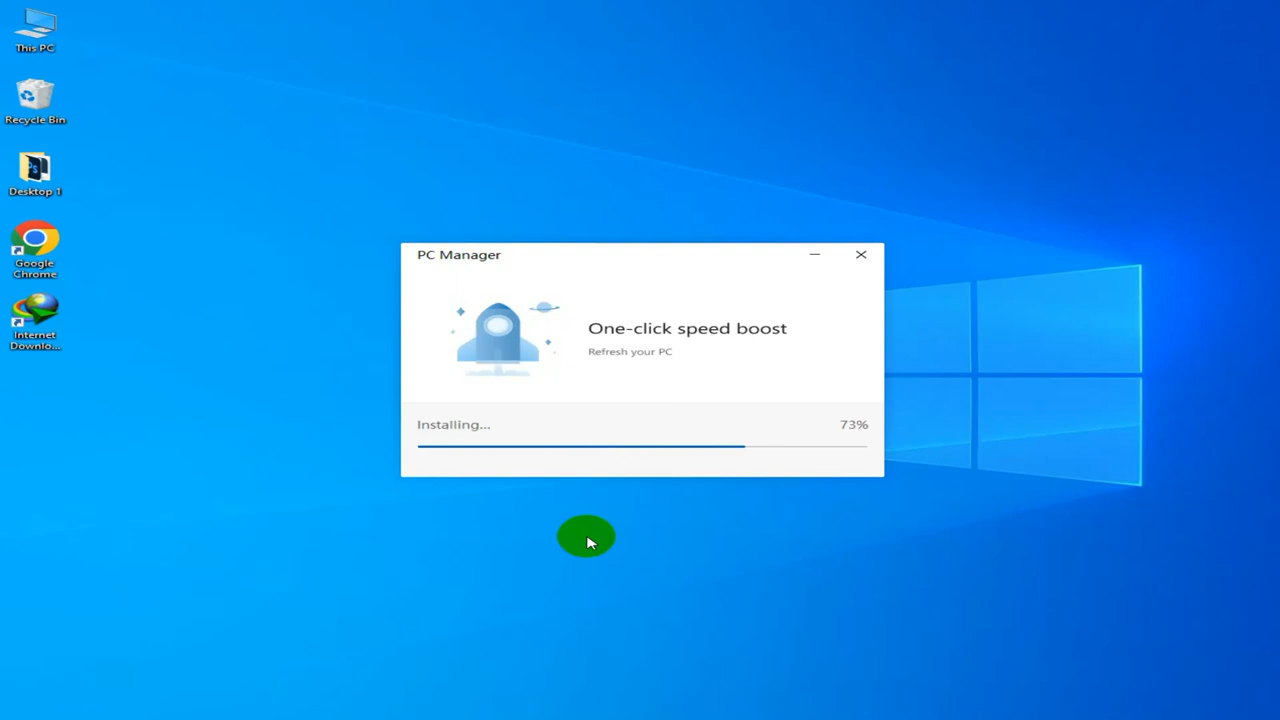 This PC
Recycle Bin
Desktop 1
Google
Chrome
Internet
Downlo...
PC Manager
One-click speed boost
Refresh your PC
Installing...
73%